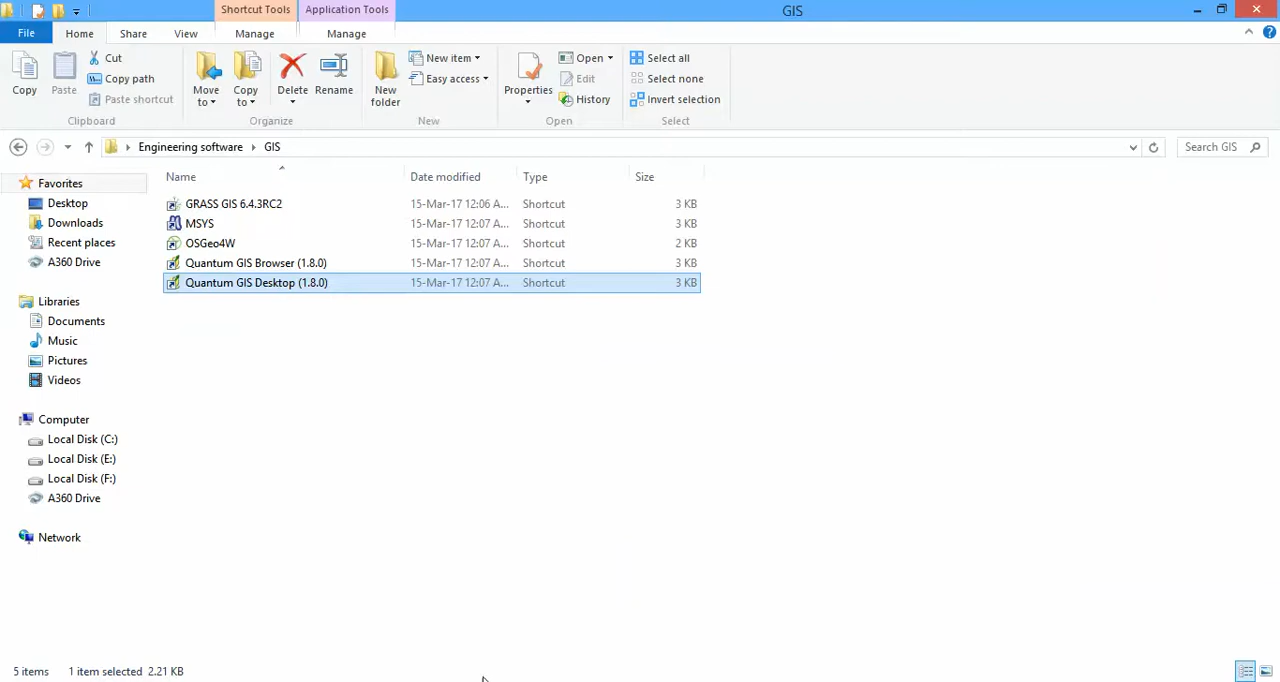 Shortcut Tools Application Tools GIS
File Home Share View Manage Manage
Copy Paste Cut Copy path Paste shortcut Move to Copy to Delete Rename New folder New item Easy access Properties Open Edit History Select all Select none Invert selection
Clipboard Organize New Open Select
Engineering software GIS Search GIS
Name Date modified Type Size
GRASS GIS 6.4.3RC2 15-Mar-17 12:06 A... Shortcut 3 KB
MSYS 15-Mar-17 12:07 A... Shortcut 3 KB
OSGeo4W 15-Mar-17 12:07 A... Shortcut 2 KB
Quantum GIS Browser (1.8.0) 15-Mar-17 12:07 A... Shortcut 3 KB
Quantum GIS Desktop (1.8.0) 15-Mar-17 12:07 A... Shortcut 3 KB
Favorites
Desktop
Downloads
Recent places
A360 Drive
Libraries
Documents
Music
Pictures
Videos
Computer
Local Disk (C:)
Local Disk (E:)
Local Disk (F:)
A360 Drive
Network
5 items 1 item selected 2.21 KB